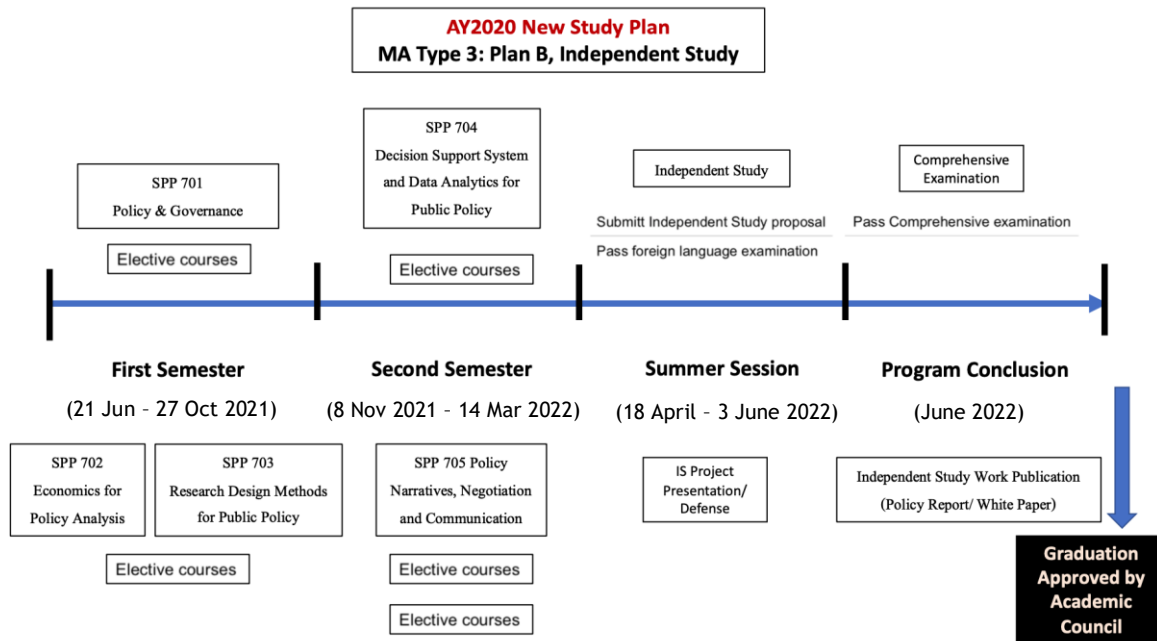 AY2020 New Study Plan
MA Type 3: Plan B, Independent Study
SPP 701
Policy & Governance
Elective courses
SPP 704
Decision Support System
and Data Analytics for
Public Policy
Elective courses
Independent Study
Submitt Independent Study proposal
Pass foreign language examination
Comprehensive
Examination
Pass Comprehensive examination
First Semester
(21 Jun – 27 Oct 2021)
Second Semester
(8 Nov 2021 – 14 Mar 2022)
Summer Session
(18 April – 3 June 2022)
Program Conclusion
(June 2022)
SPP 702
Economics for
Policy Analysis
SPP 703
Research Design Methods
for Public Policy
Elective courses
SPP 705 Policy
Narratives, Negotiation
and Communication
Elective courses
Elective courses
IS Project
Presentation/
Defense
Independent Study Work Publication
(Policy Report/ White Paper)
Graduation
Approved by
Academic
Council